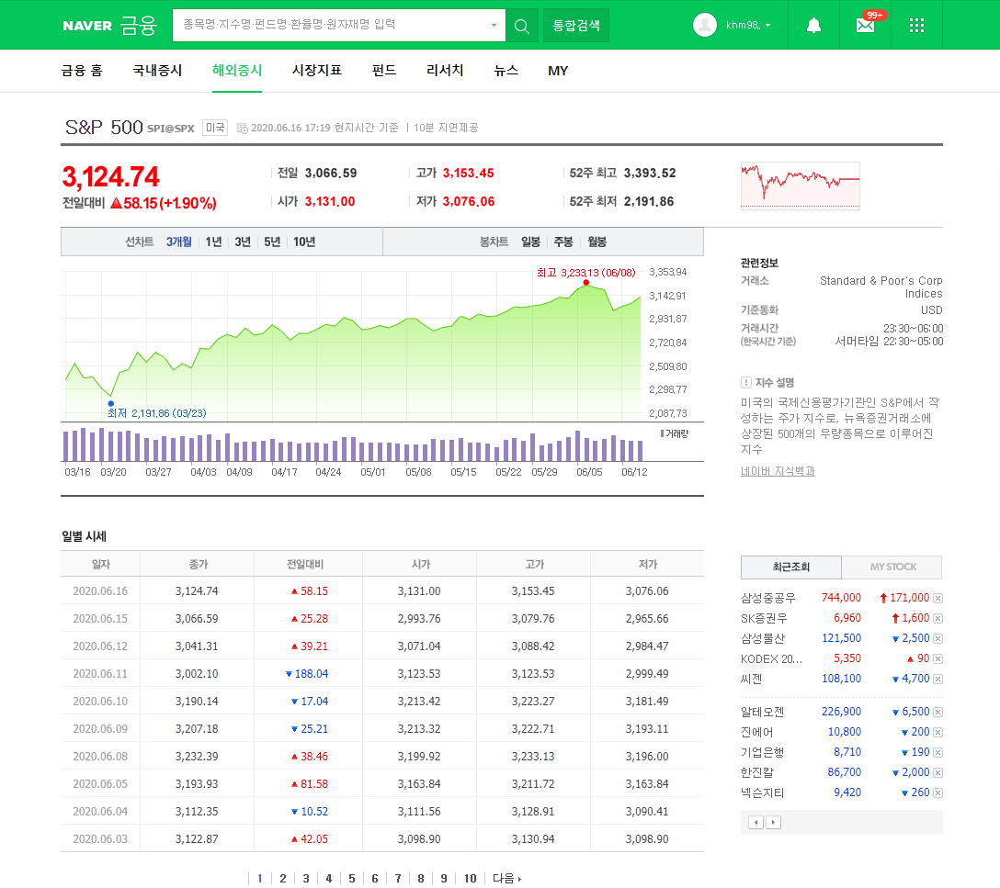 NAVER 금융
종목명·지수명·펀드명·환율명·원자재명 입력
통합검색
khm98..
99+
금융 홈 국내증시 해외증시 시장지표 펀드 리서치 뉴스 MY
S&P 500 SPI@SPX 미국 2020.06.16 17:19 현지시간 기준 | 10분 지연제공
3,124.74
전일대비 ▲58.15(+1.90%)
전일 3,066.59 고가 3,153.45 52주 최고 3,393.52
시가 3,131.00 저가 3,076.06 52주 최저 2,191.86
선차트 3개월 1년 3년 5년 10년 봉차트 일봉 주봉 월봉
최고 3,233.13 (06/08)
3,353.94
3,142.91
2,931.87
2,720.84
2,509.80
2,298.77
2,087.73
최저 2,191.86 (03/23)
거래량
03/16 03/20 03/27 04/03 04/09 04/17 04/24 05/01 05/08 05/15 05/22 05/29 06/05 06/12
관련정보
거래소 Standard & Poor's Corp
Indices
기준통화 USD
거래시간 23:30~06:00
(한국시간 기준) 서머타임 22:30~05:00
지수 설명
미국의 국제신용평가기관인 S&P에서 작
성하는 주가 지수로, 뉴욕증권거래소에
상장된 500개의 우량종목으로 이루어진
지수
네이버 지식백과
일별 시세
일자 종가 전일대비 시가 고가 저가
2020.06.16 3,124.74 ▲58.15 3,131.00 3,153.45 3,076.06
2020.06.15 3,066.59 ▲25.28 2,993.76 3,079.76 2,965.66
2020.06.12 3,041.31 ▲39.21 3,071.04 3,088.42 2,984.47
2020.06.11 3,002.10 ▼188.04 3,123.53 3,123.53 2,999.49
2020.06.10 3,190.14 ▼17.04 3,213.42 3,223.27 3,181.49
2020.06.09 3,207.18 ▼25.21 3,213.32 3,222.71 3,193.11
2020.06.08 3,232.39 ▲38.46 3,199.92 3,233.13 3,196.00
2020.06.05 3,193.93 ▲81.58 3,163.84 3,211.72 3,163.84
2020.06.04 3,112.35 ▼10.52 3,111.56 3,128.91 3,090.41
2020.06.03 3,122.87 ▲42.05 3,098.90 3,130.94 3,098.90
1 2 3 4 5 6 7 8 9 10 다음
최근조회 MY STOCK
삼성중공우 744,000 ↑171,000
SK증권우 6,960 ↑1,600
삼성물산 121,500 ▼2,500
KODEX 20... 5,350 ▲90
씨젠 108,100 ▼4,700
알테오젠 226,900 ▼6,500
진에어 10,800 ▼200
기업은행 8,710 ▼190
한진칼 86,700 ▼2,000
넥슨지티 9,420 ▼260